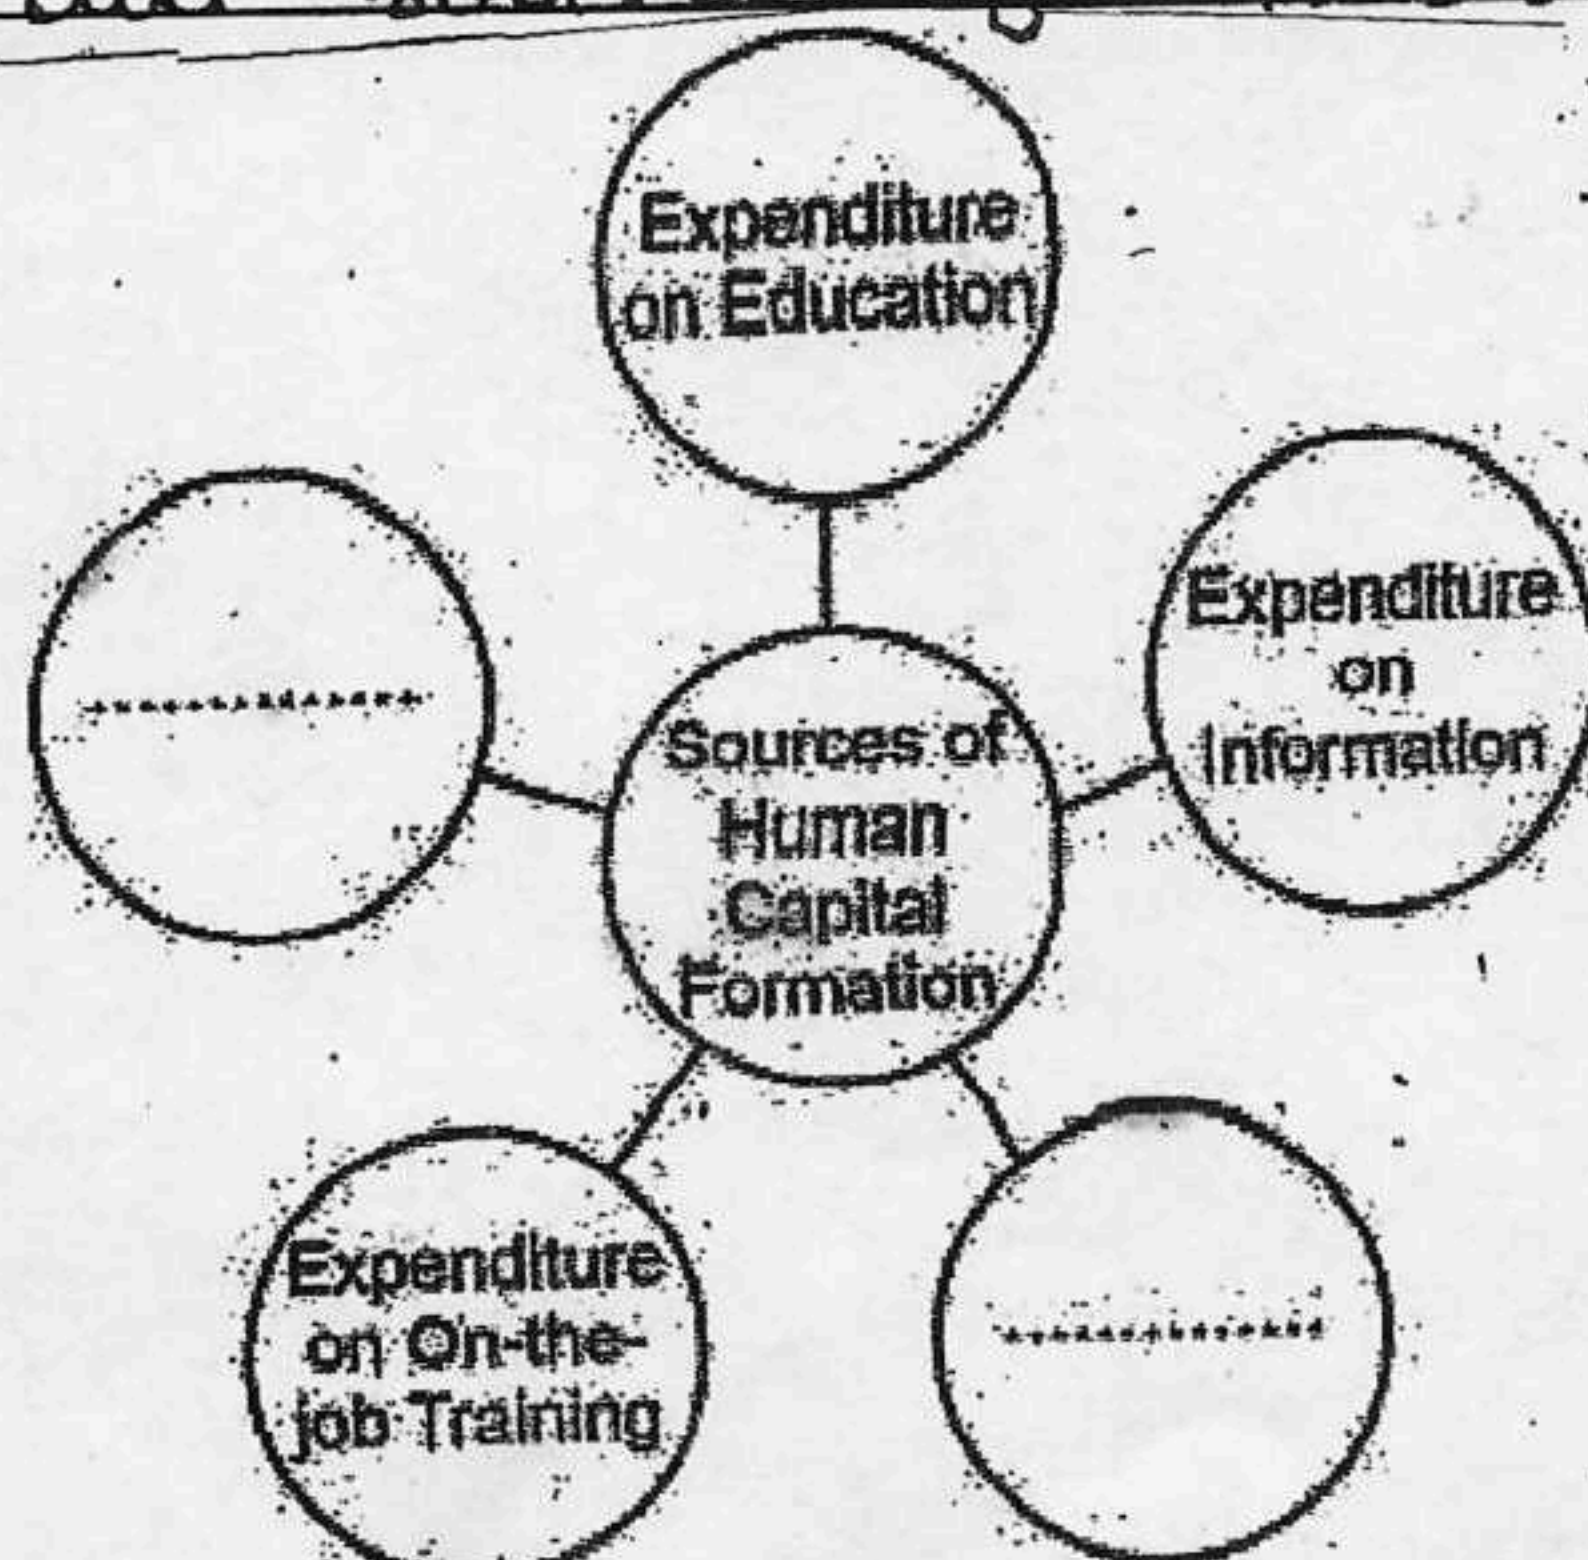 Expenditure
on Education
Expenditure
on
Information
Sources of
Human
Capital
Formation
Expenditure
on On-the-
job Training